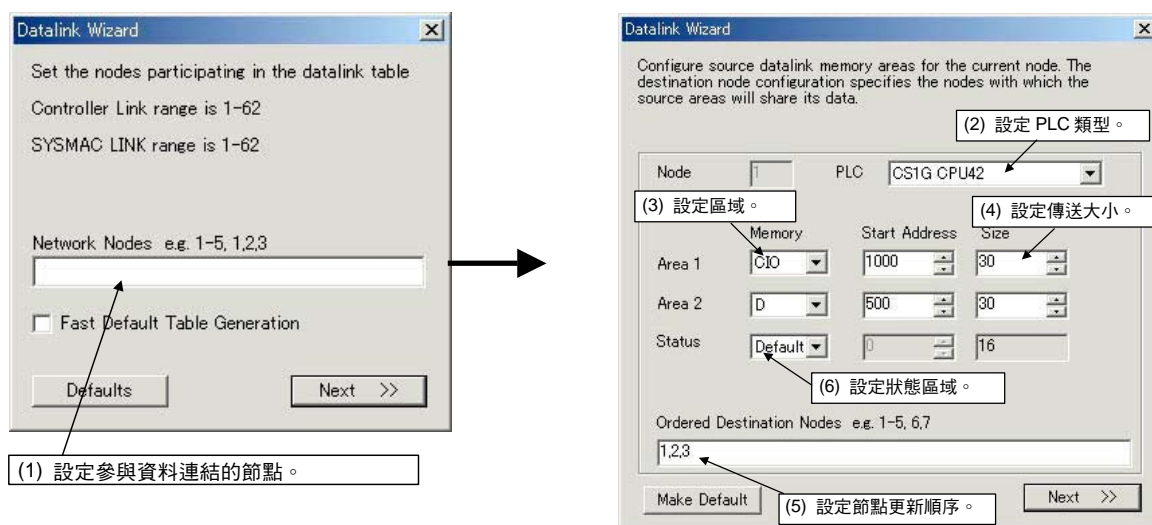 Datalink Wizard
Set the nodes participating in the datalink table
Controller Link range is 1-62
SYSMAC LINK range is 1-62
Network Nodes e.g. 1-5, 1,2,3
Fast Default Table Generation
Defaults
Next >>
(1) 設定參與資料連結的節點。
Datalink Wizard
Configure source datalink memory areas for the current node. The
destination node configuration specifies the nodes with which the
source areas will share its data.
(2) 設定 PLC 類型。
Node 1 PLC CS1G CPU42
(3) 設定區域。
(4) 設定傳送大小。
Memory Start Address Size
Area 1 CIO 1000 30
Area 2 D 500 30
Status Default 0 16
(6) 設定狀態區域。
Ordered Destination Nodes e.g. 1-5, 6,7
1,2,3
Make Default
(5) 設定節點更新順序。
Next >>